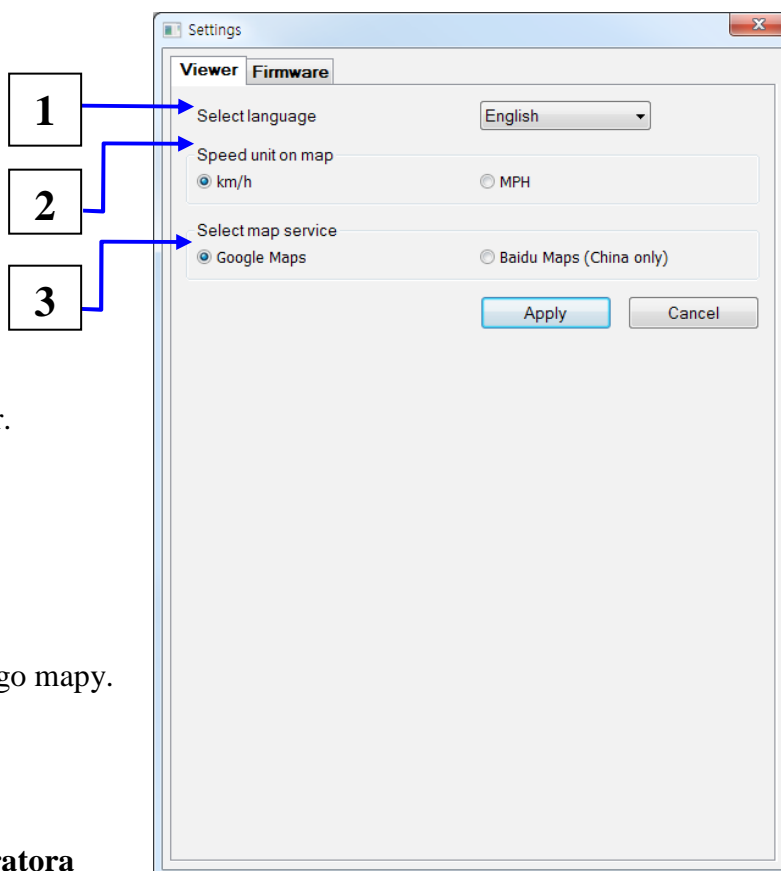 Settings
Viewer Firmware
1
Select language English
2
Speed unit on map
km/h MPH
3
Select map service
Google Maps Baidu Maps (China only)
Apply Cancel
go mapy.